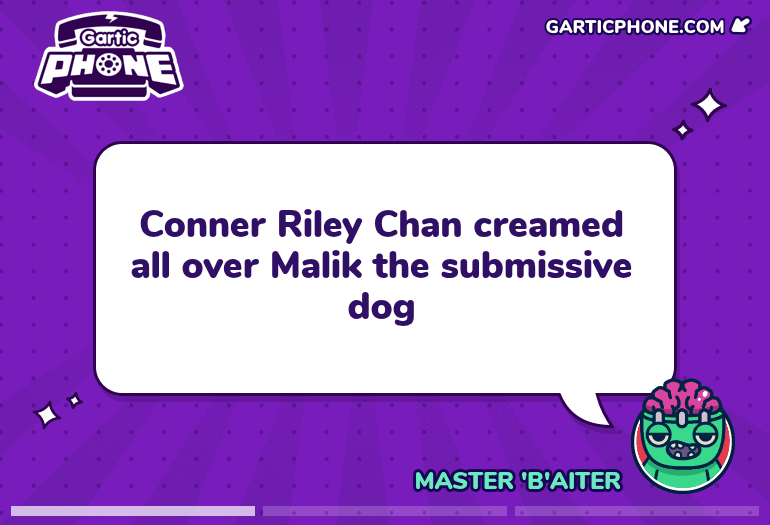 Gartic
PHONE
GARTICPHONE.COM
Conner Riley Chan creamed
all over Malik the submissive
dog
MASTER 'B'AITER